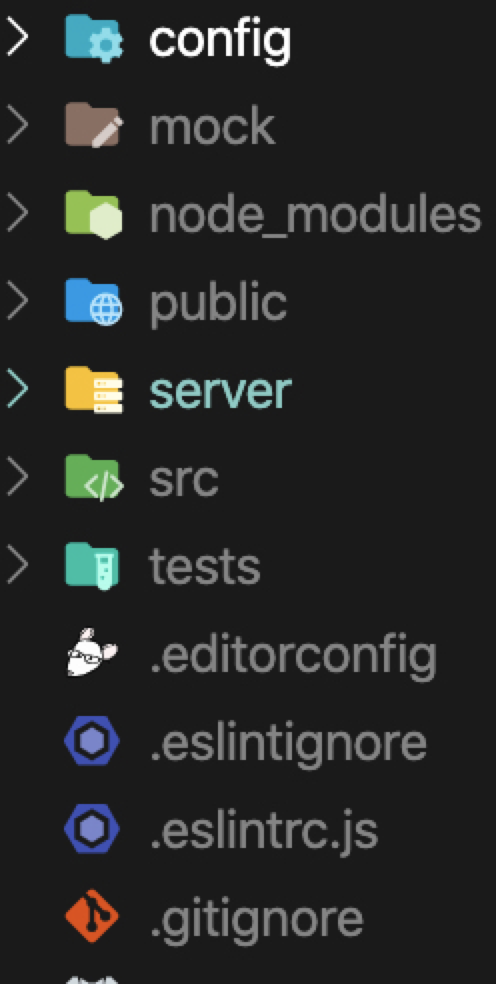 config
mock
node_modules
public
server
src
tests
.editorconfig
.eslintignore
.eslintrc.js
.gitignore